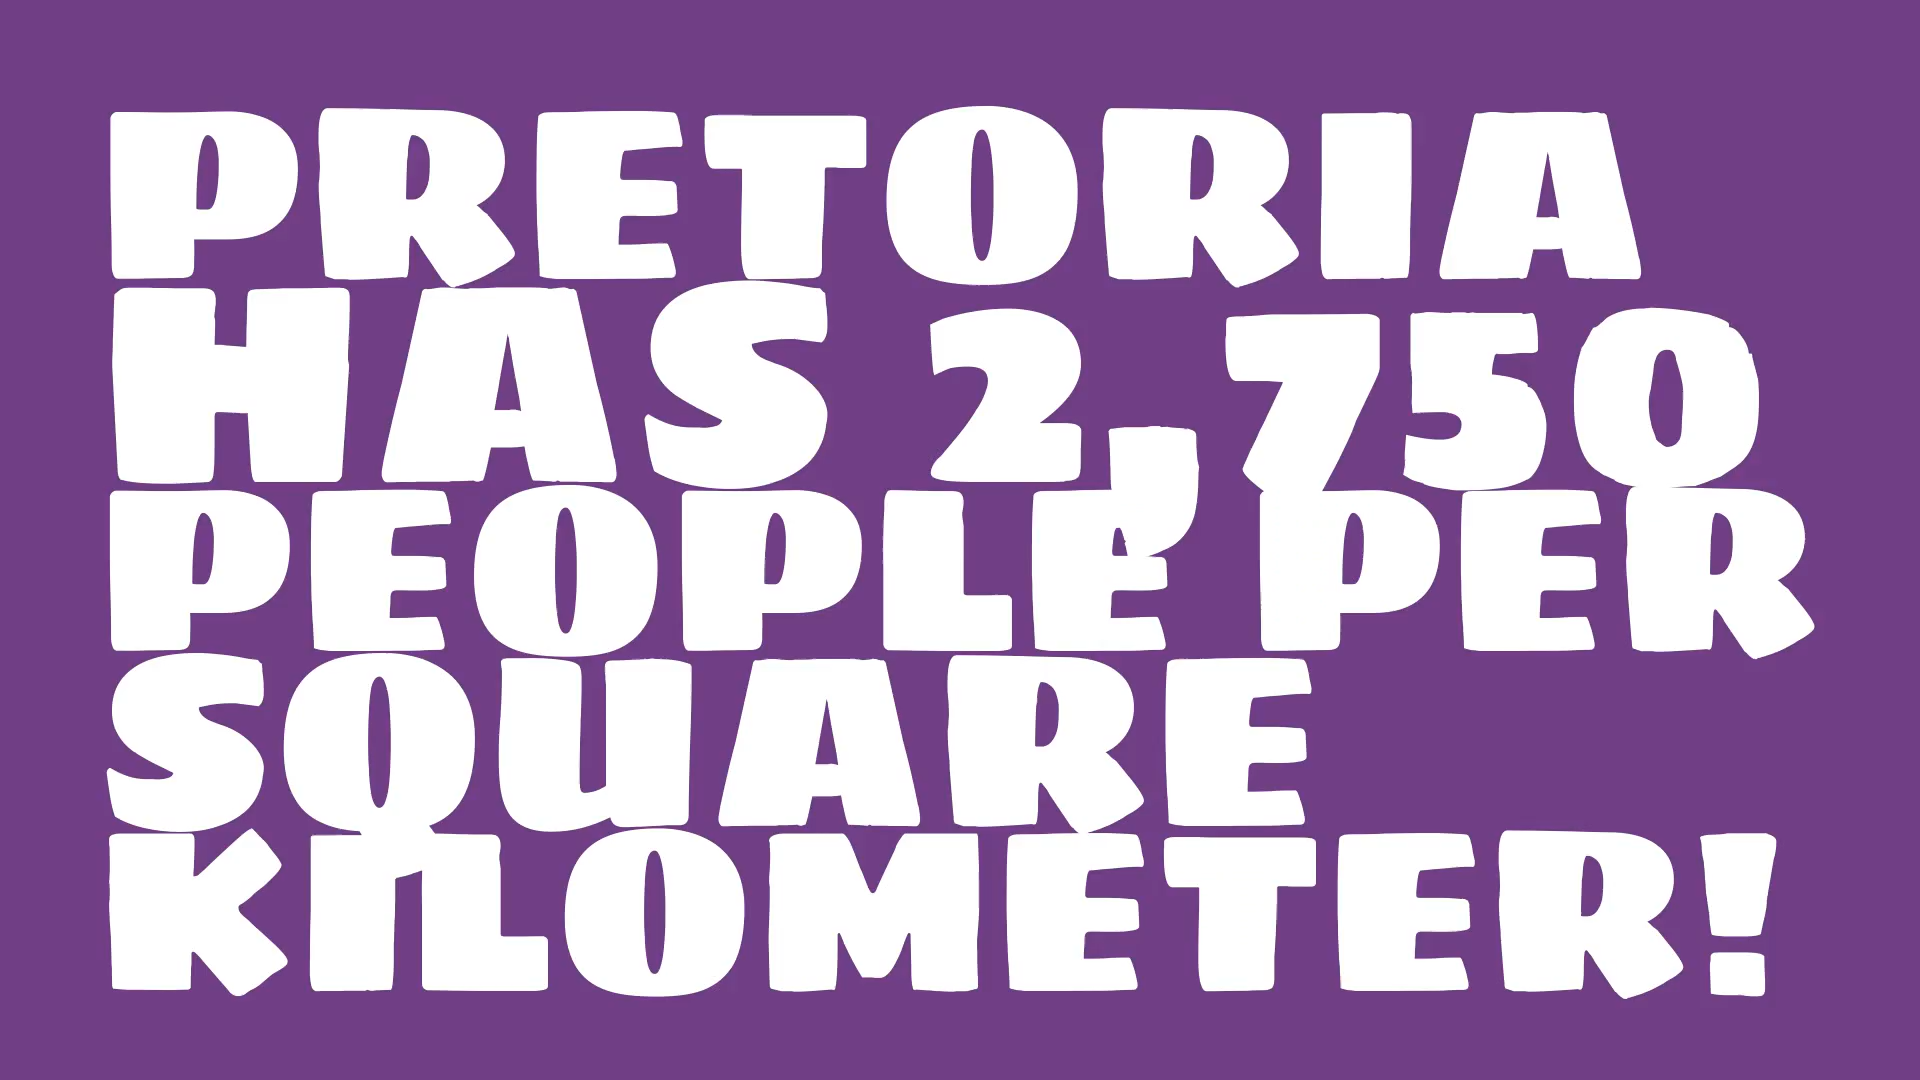 PRETORIA
HAS 2,750
PEOPLE PER
SQUARE
KILOMETER!